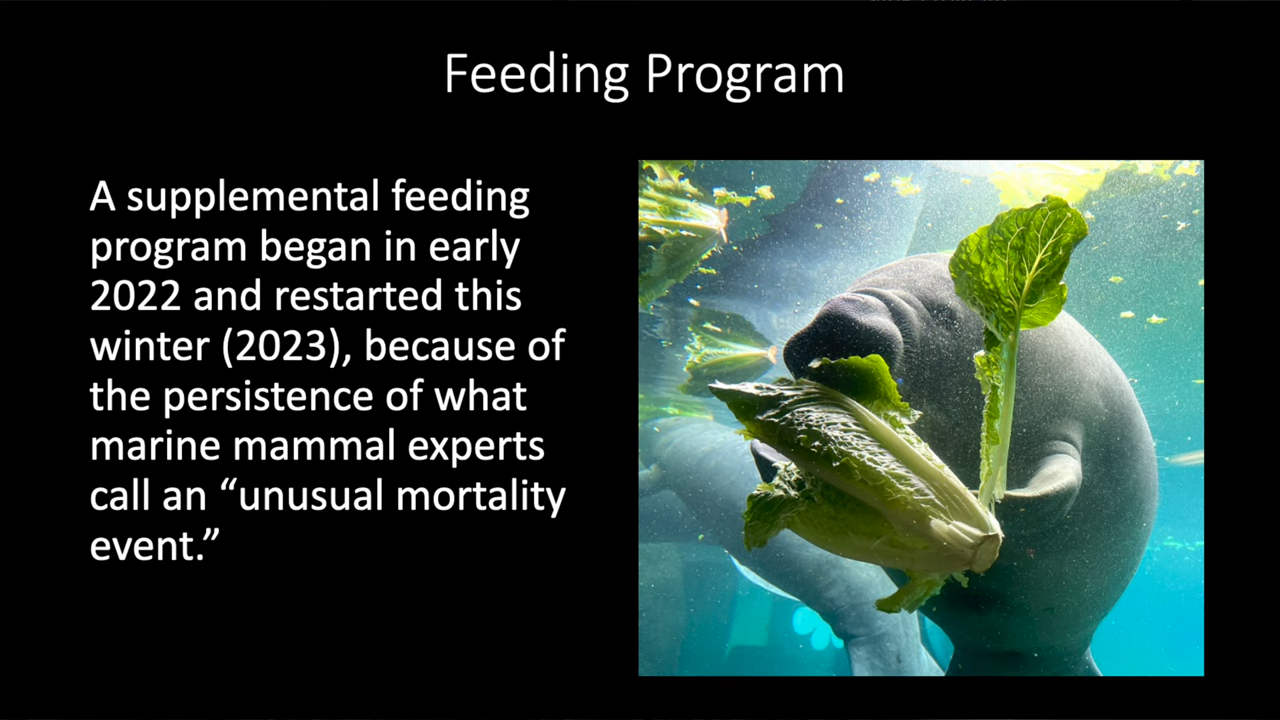 Feeding Program
A supplemental feeding
program began in early
2022 and restarted this
winter (2023), because of
the persistence of what
marine mammal experts
call an “unusual mortality
event.”